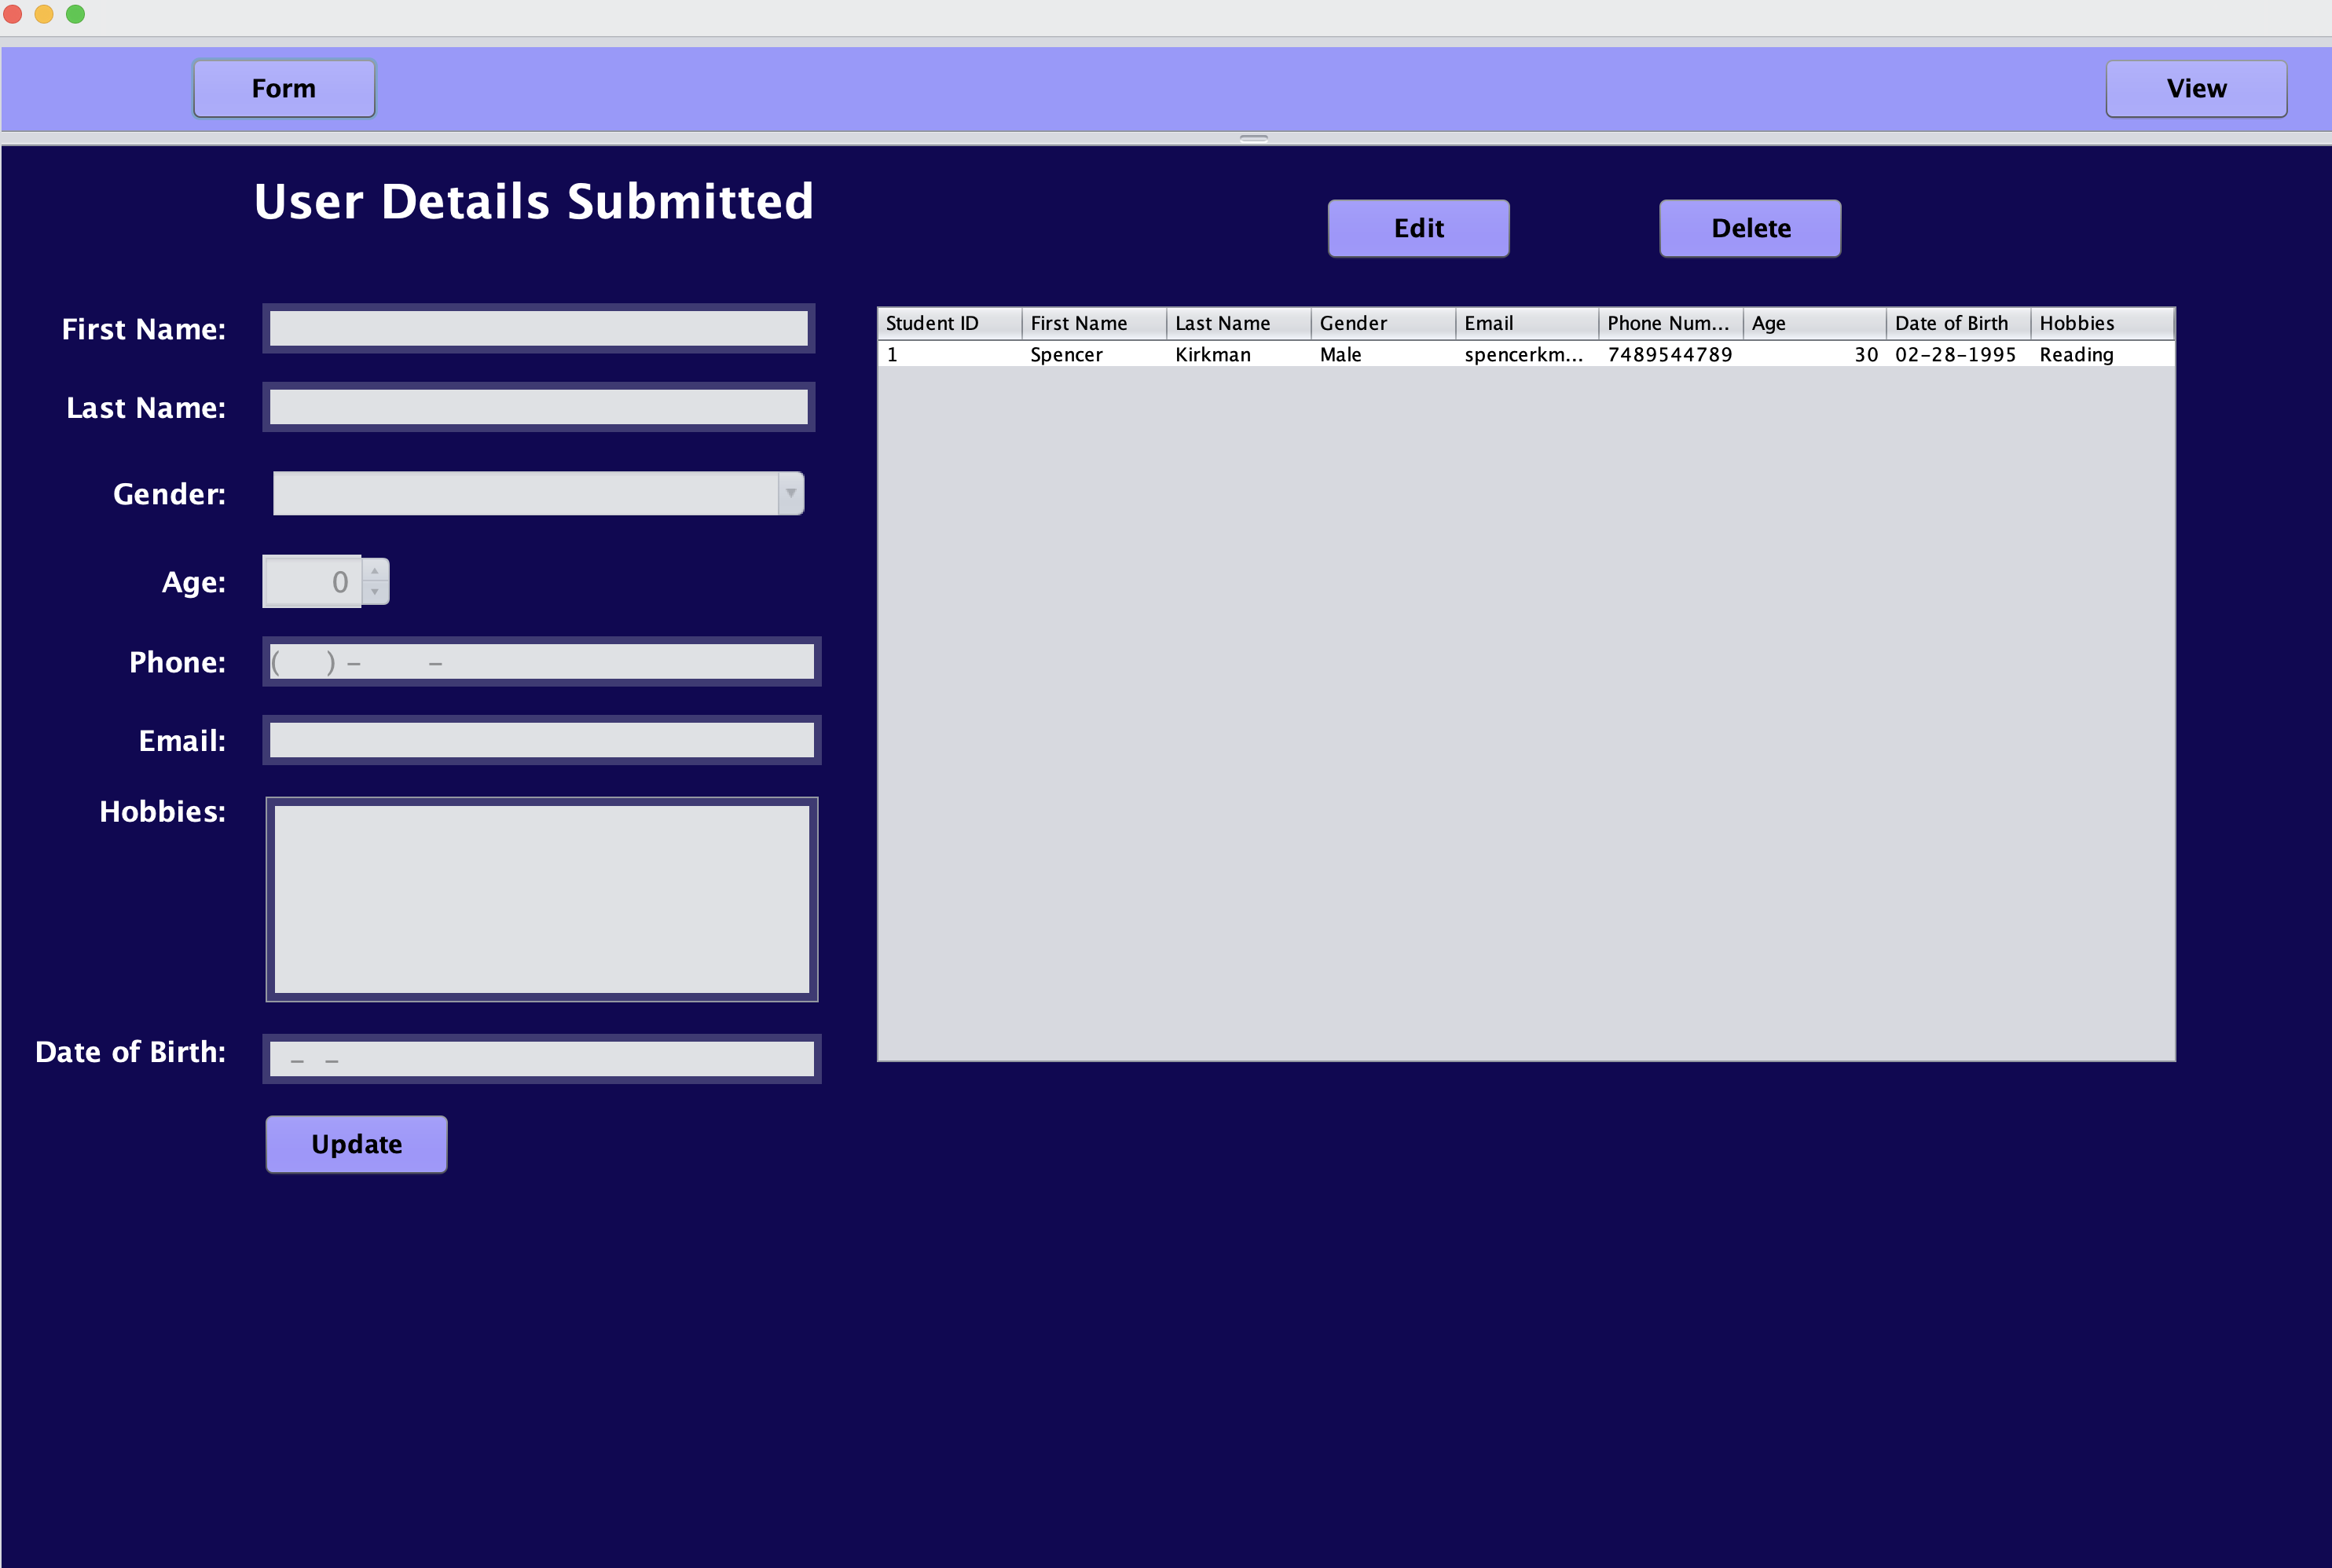 Form View
User Details Submitted
Edit Delete
First Name:
Last Name:
Gender:
Age: 0
Phone: ( ) - -
Email:
Hobbies:
Date of Birth: - -
Update
Student ID First Name Last Name Gender Email Phone Num... Age Date of Birth Hobbies
1 Spencer Kirkman Male spencerkm... 7489544789 30 02-28-1995 Reading